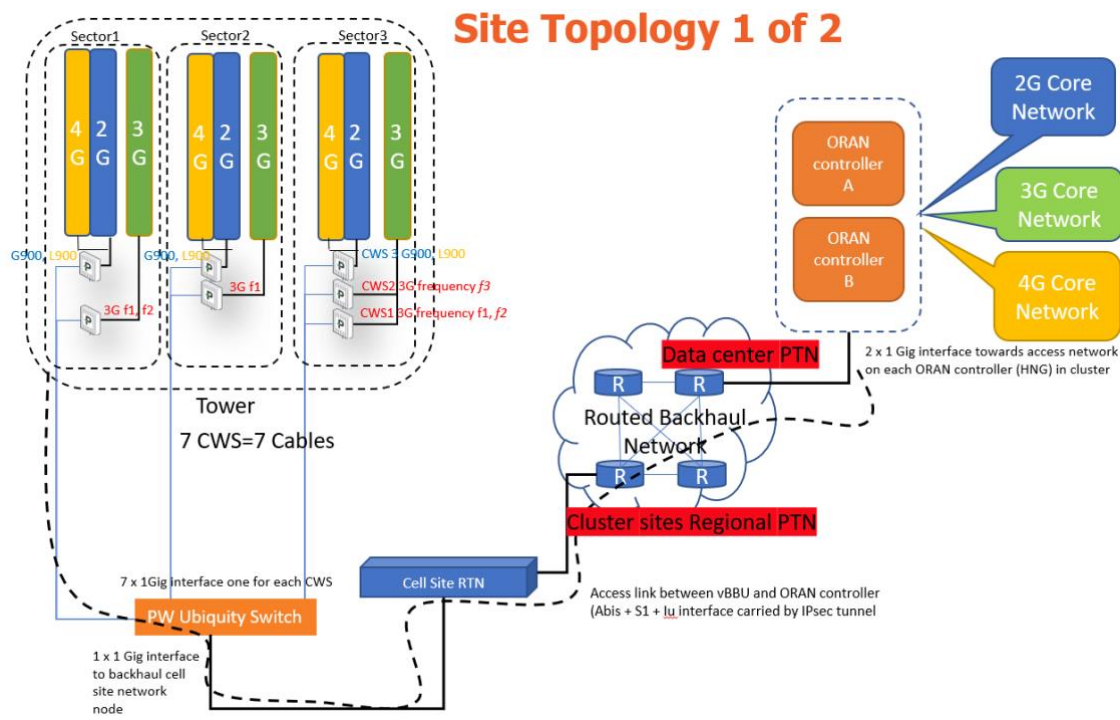 Site Topology 1 of 2
Sector1
Sector2
Sector3
4
G
2
G
3
G
4
G
2
G
3
G
4
G
2
G
3
G
G900, L900
G900, L900
CWS 3 G900, L900
3G f1, f2
3G f1
CWS2 3G frequency f3
CWS1 3G frequency f1, f2
P
P
P
P
P
P
P
Tower
7 CWS=7 Cables
ORAN
controller
A
ORAN
controller
B
2G Core
Network
3G Core
Network
4G Core
Network
2 x 1 Gig interface towards access network
on each ORAN controller (HNG) in cluster
Data center PTN
R
R
Routed Backhaul
Network
R
R
Cluster sites Regional PTN
Cell Site RTN
7 x 1Gig interface one for each CWS
PW Ubiquity Switch
1 x 1 Gig interface
to backhaul cell
site network
node
Access link between vBBU and ORAN controller
(Abis + S1 + Iu interface carried by IPsec tunnel